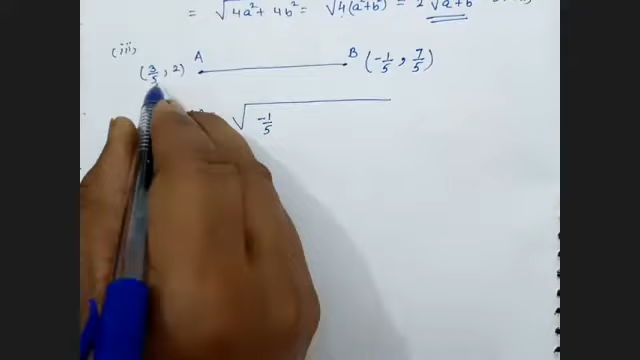 = √4a² + 4b² = √4(a²+b²) = 2√a²+b²
(iii)
A B
(3/5, 2) (-1/5, 7/5)
√ -1/5